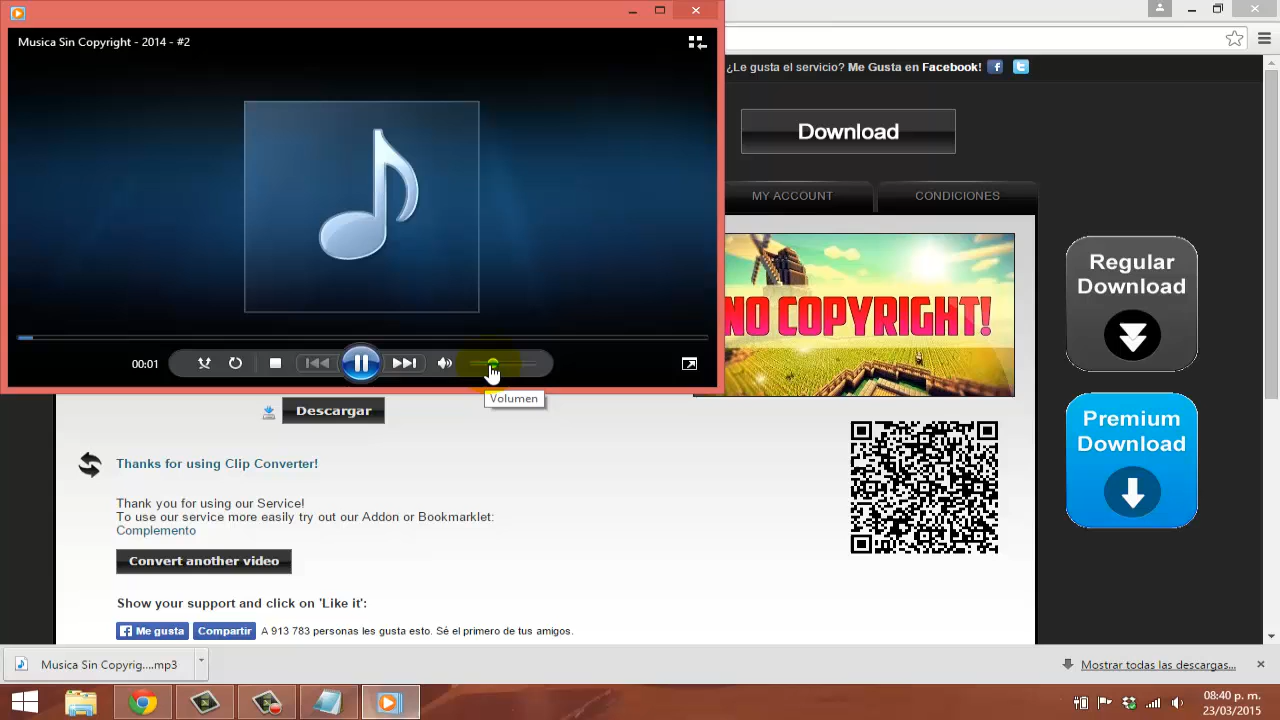 Musica Sin Copyright - 2014 - #2
00:01
Volumen
¿Le gusta el servicio? Me Gusta en Facebook!
Download
MY ACCOUNT
CONDICIONES
NO COPYRIGHT!
Regular
Download
Premium
Download
Descargar
Thanks for using Clip Converter!
Thank you for using our Service!
To use our service more easily try out our Addon or Bookmarklet:
Complemento
Convert another video
Show your support and click on 'Like it':
Me gusta
Compartir
A 913 783 personas les gusta esto. Sé el primero de tus amigos.
Musica Sin Copyrig....mp3
Mostrar todas las descargas...
08:40 p. m.
23/03/2015